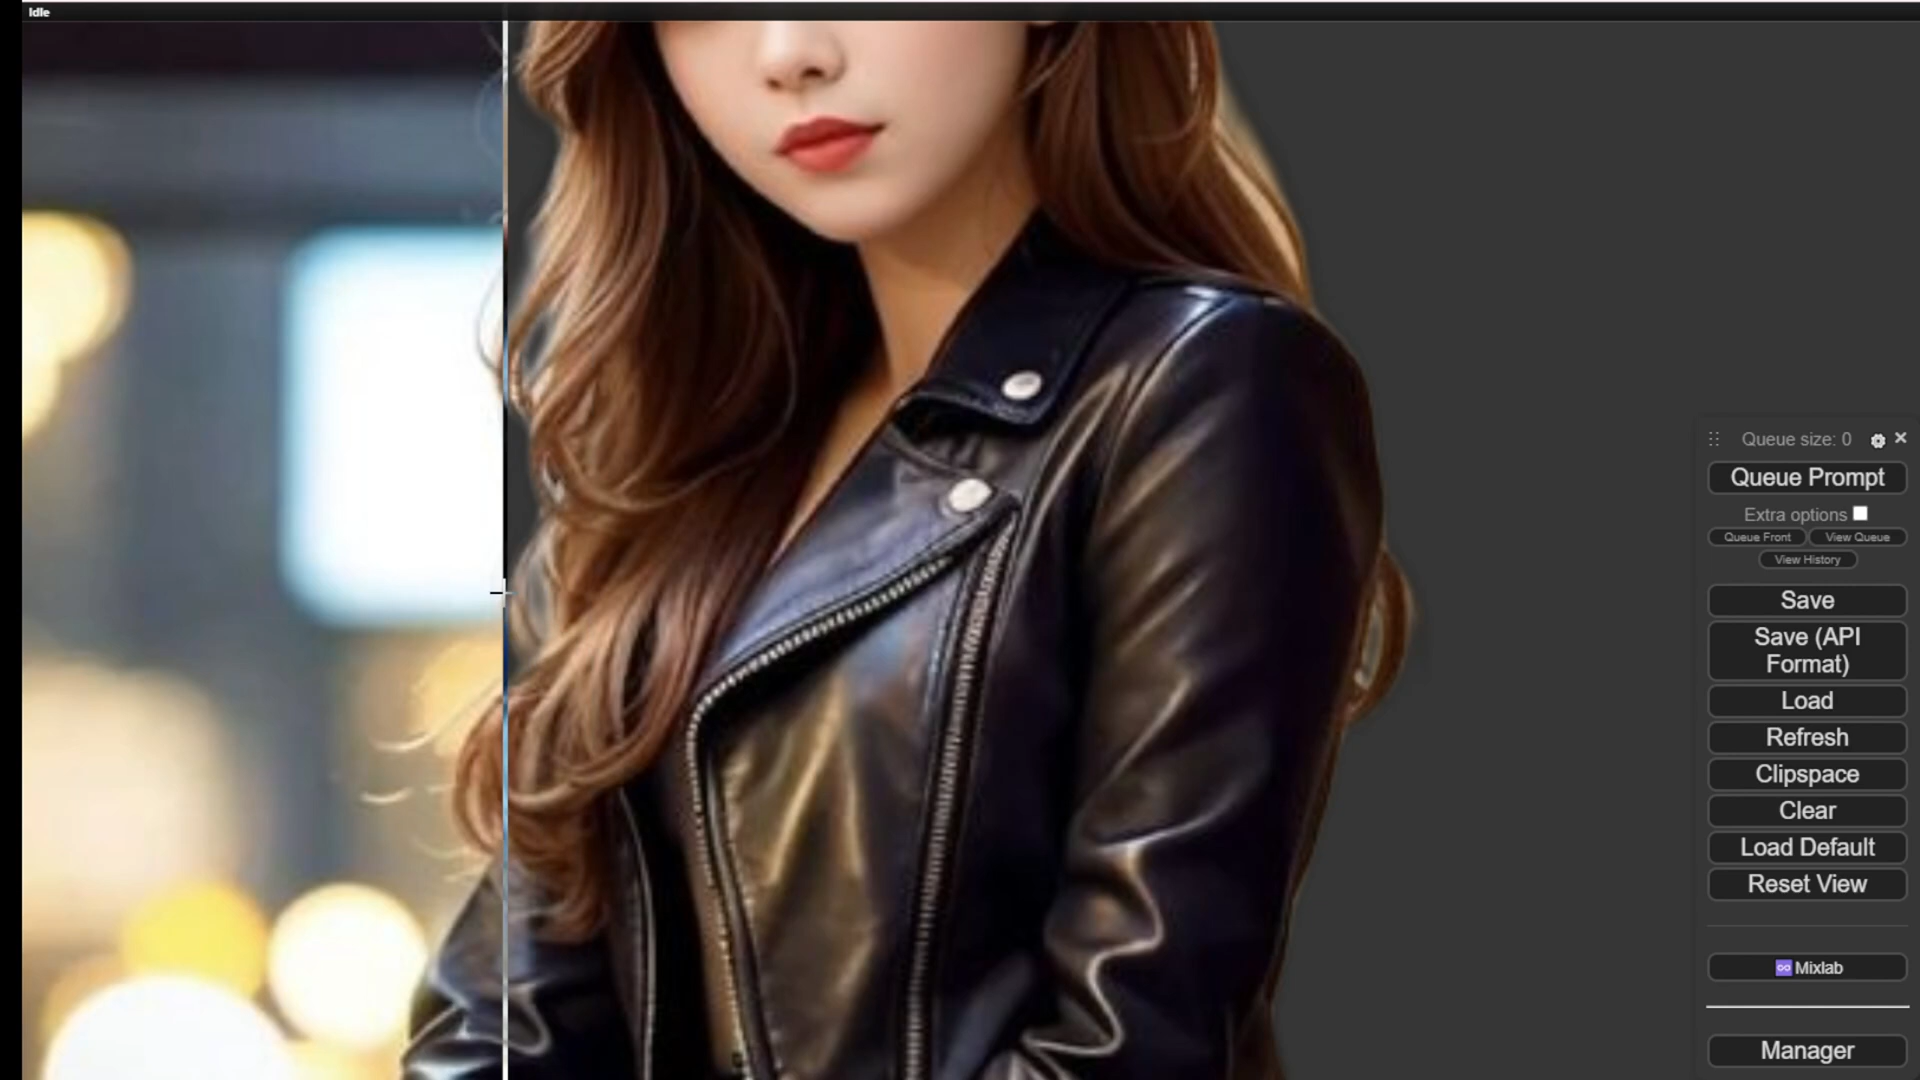 Idle
Queue size: 0
Queue Prompt
Extra options
Queue Front
View Queue
View History
Save
Save (API
Format)
Load
Refresh
Clipspace
Clear
Load Default
Reset View
Mixlab
Manager